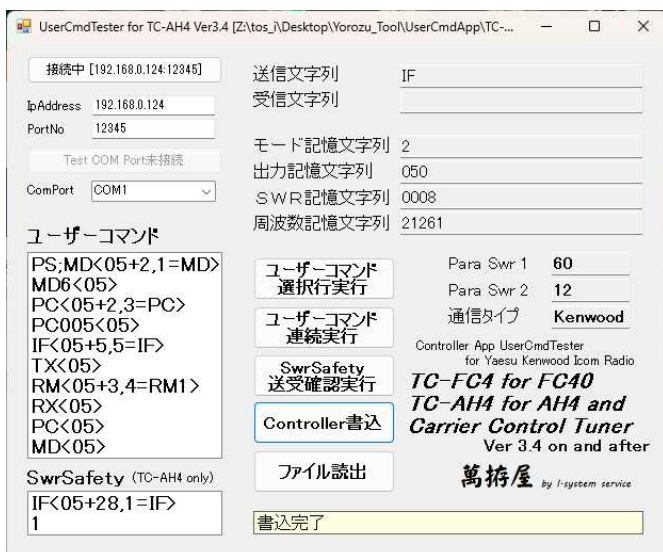 UserCmdTester for TC-AH4 Ver3.4 [Z:\tos_i\Desktop\Yorozu_Tool\UserCmdApp\TC-...
接続中 [192.168.0.124:12345]
IpAddress 192.168.0.124
PortNo 12345
Test COM Port未接続
ComPort COM1
送信文字列 IF
受信文字列
モード記憶文字列 2
出力記憶文字列 050
ＳＷＲ記憶文字列 0008
周波数記憶文字列 21261
ユーザーコマンド
PS;MD<05+2,1=MD>
MD6<05>
PC<05+2,3=PC>
PC005<05>
IF<05+5,5=IF>
TX<05>
RM<05+3,4=RM1>
RX<05>
PC<05>
MD<05>
SwrSafety (TC-AH4 only)
IF<05+28,1=IF>
1
ユーザーコマンド
選択行実行
ユーザーコマンド
連続実行
SwrSafety
送受確認実行
Controller書込
ファイル読出
Para Swr 1 60
Para Swr 2 12
通信タイプ Kenwood
Controller App UserCmdTester
for Yaesu Kenwood Icom Radio
TC-FC4 for FC40
TC-AH4 for AH4 and
Carrier Control Tuner
Ver 3.4 on and after
萬拵屋 by I-system service
書込完了